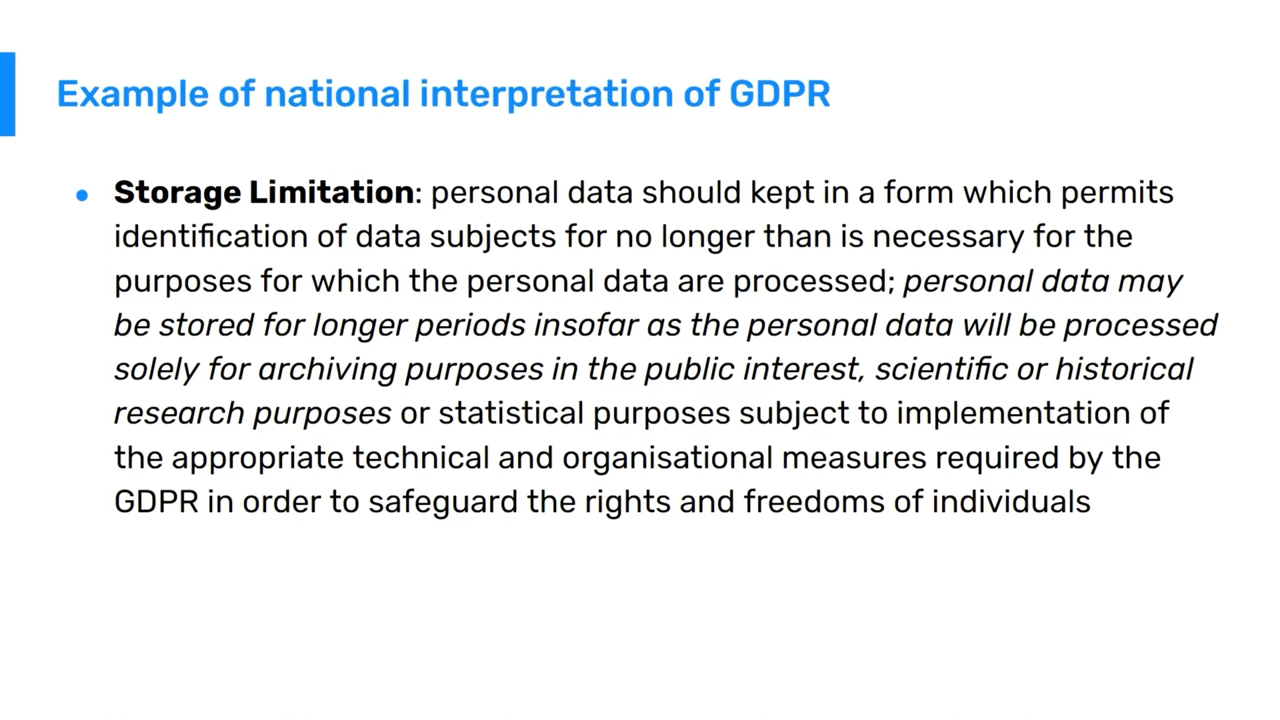 Example of national interpretation of GDPR
• Storage Limitation: personal data should kept in a form which permits
identification of data subjects for no longer than is necessary for the
purposes for which the personal data are processed; personal data may
be stored for longer periods insofar as the personal data will be processed
solely for archiving purposes in the public interest, scientific or historical
research purposes or statistical purposes subject to implementation of
the appropriate technical and organisational measures required by the
GDPR in order to safeguard the rights and freedoms of individuals